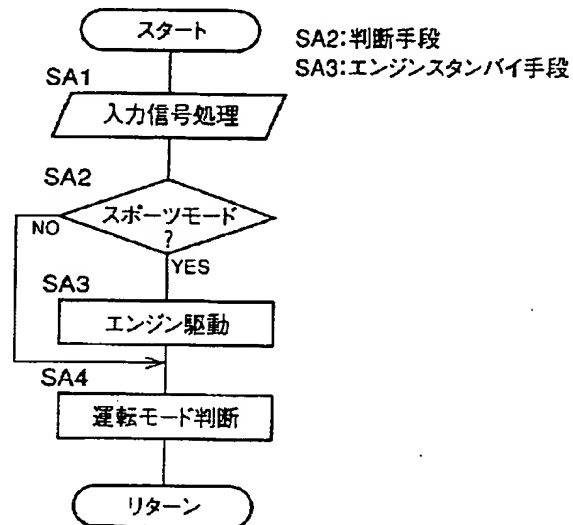 スタート
SA2:判断手段
SA3:エンジンスタンバイ手段
SA1
入力信号処理
SA2
スポーツモード
?
NO
YES
SA3
エンジン駆動
SA4
運転モード判断
リターン